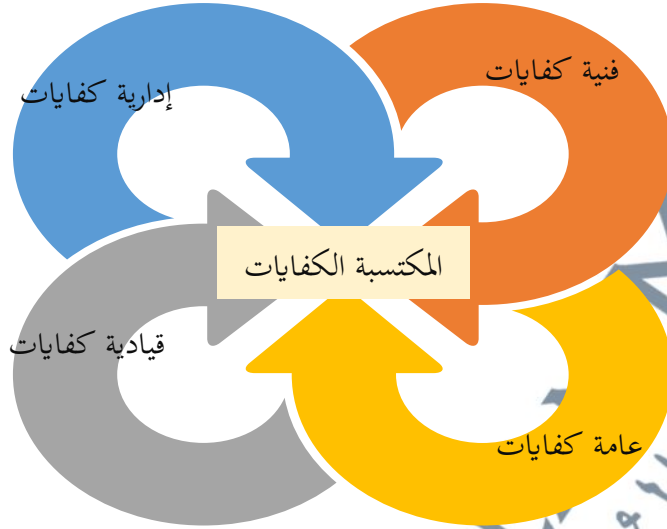 فنية كفايات
إدارية كفايات
المكتسبة الكفايات
قيادية كفايات
عامة كفايات